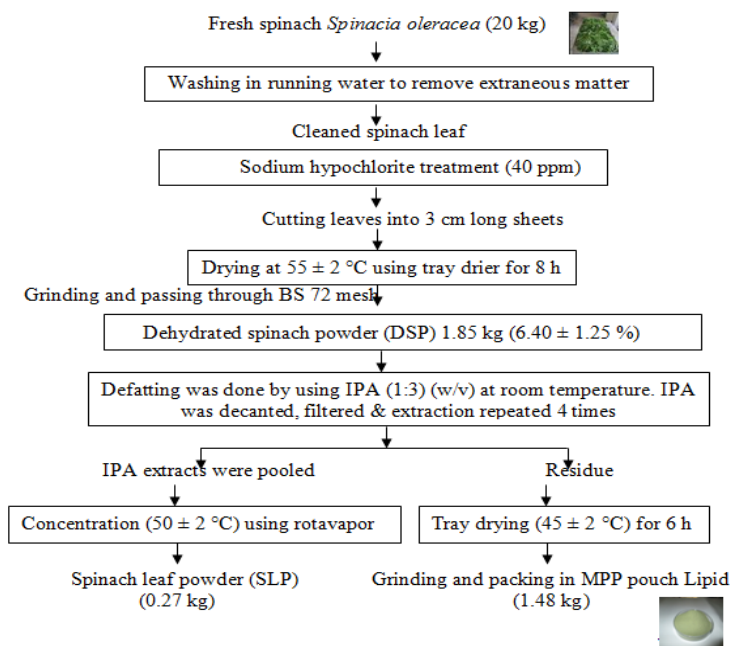 Fresh spinach Spinacia oleracea (20 kg)
Washing in running water to remove extraneous matter
Cleaned spinach leaf
Sodium hypochlorite treatment (40 ppm)
Cutting leaves into 3 cm long sheets
Drying at 55 ± 2 °C using tray drier for 8 h
Grinding and passing through BS 72 mesh
Dehydrated spinach powder (DSP) 1.85 kg (6.40 ± 1.25 %)
Defatting was done by using IPA (1:3) (w/v) at room temperature. IPA
was decanted, filtered & extraction repeated 4 times
IPA extracts were pooled
Concentration (50 ± 2 °C) using rotavapor
Spinach leaf powder (SLP)
(0.27 kg)
Residue
Tray drying (45 ± 2 °C) for 6 h
Grinding and packing in MPP pouch Lipid
(1.48 kg)